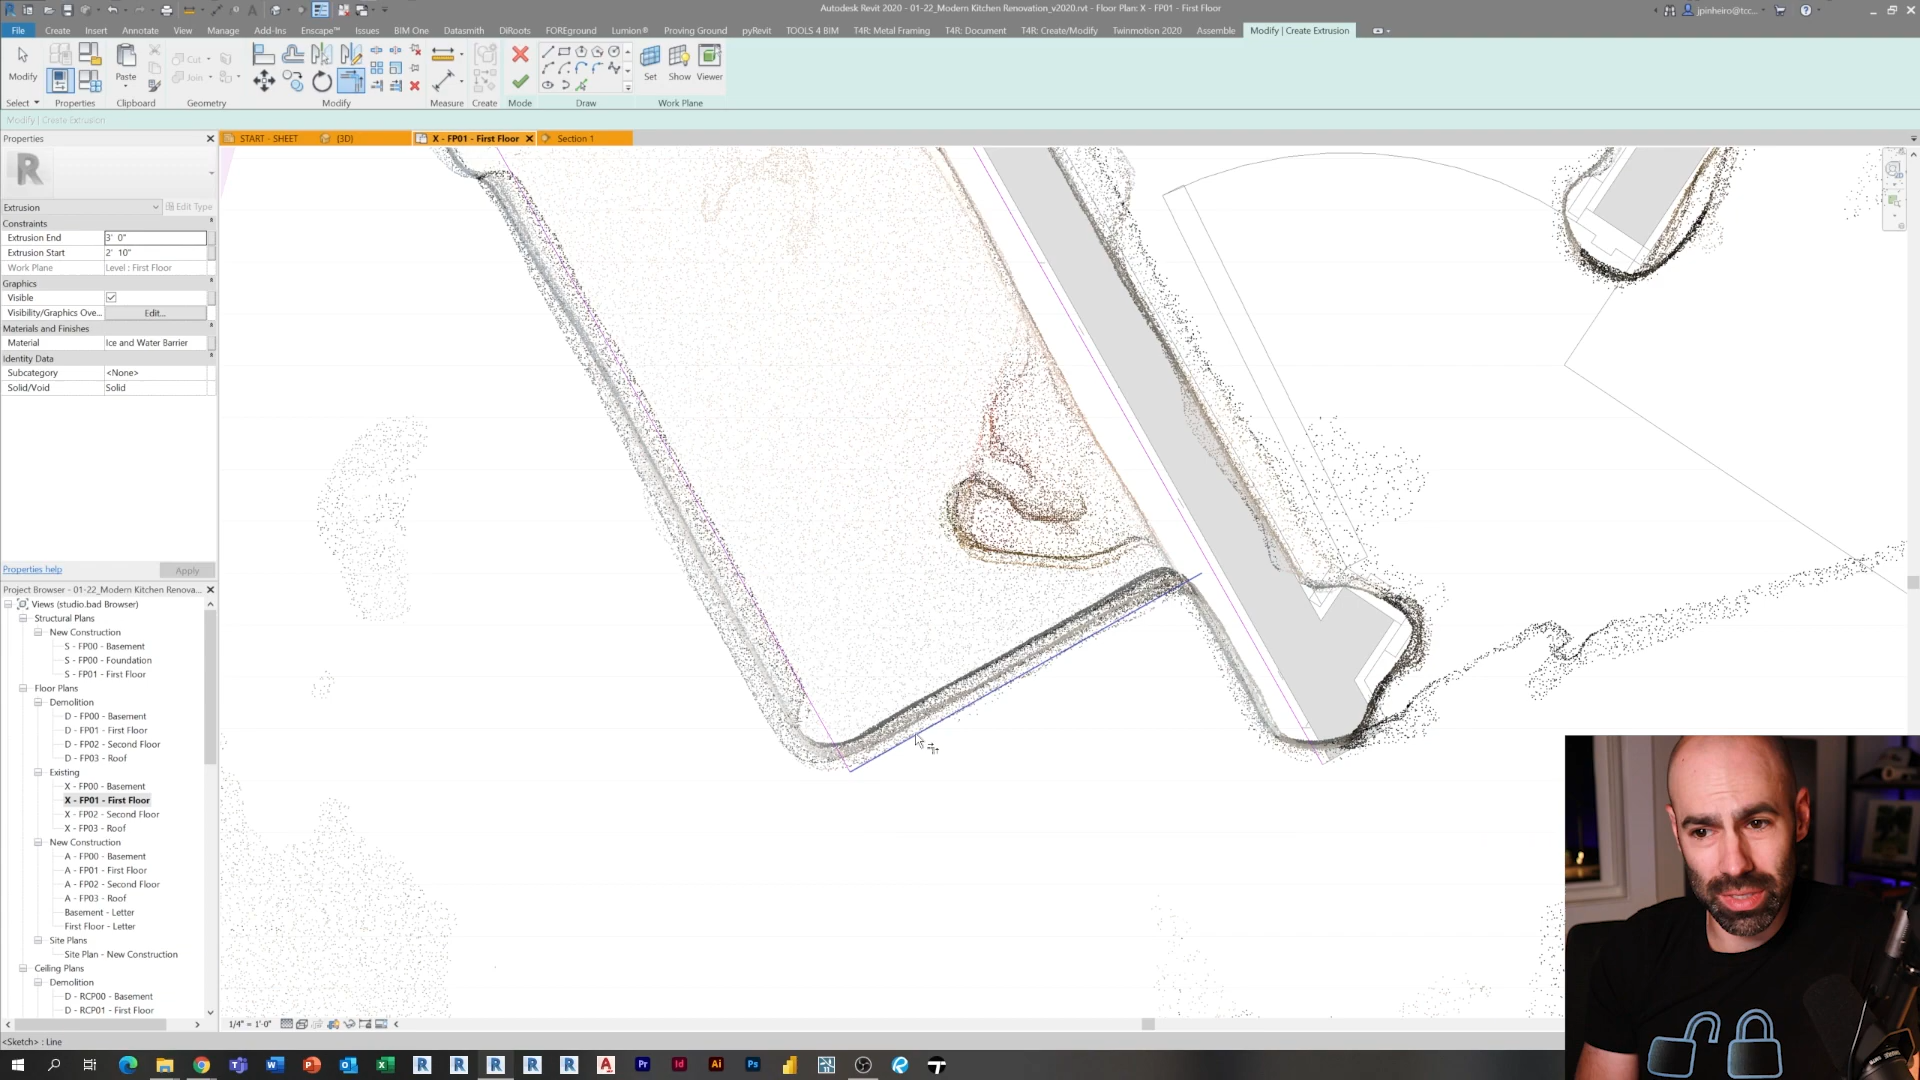 Autodesk Revit 2020 - 01-22_Modern Kitchen Renovation_v2020.rvt - Floor Plan: X - FP01 - First Floor
jpinheiro@tcc...
File Create Insert Annotate View Manage Add-Ins Enscape™ Issues Lumion® BIM One Datasmith DiRoots FOREground Lumion® Proving Ground pyRevit TOOLS 4 BIM T4R: Metal Framing T4R: Document T4R: Create/Modify Twinmotion 2020 Assemble Modify | Create Extrusion
Modify Paste Cut Join Set Show Viewer
Select Properties Clipboard Geometry Modify Measure Create Mode Draw Work Plane
Modify | Create Extrusion
Properties START - SHEET {3D} X - FP01 - First Floor Section 1
Extrusion Edit Type
Constraints
Extrusion End 3' 0"
Extrusion Start 2' 10"
Work Plane Level : First Floor
Graphics
Visible
Visibility/Graphics Ove... Edit...
Materials and Finishes
Material Ice and Water Barrier
Identity Data
Subcategory <None>
Solid/Void Solid
Properties help Apply
Project Browser - 01-22_Modern Kitchen Renova...
Views (studio.bad Browser)
Structural Plans
New Construction
S - FP00 - Basement
S - FP00 - Foundation
S - FP01 - First Floor
Floor Plans
Demolition
D - FP00 - Basement
D - FP01 - First Floor
D - FP02 - Second Floor
D - FP03 - Roof
Existing
X - FP00 - Basement
X - FP01 - First Floor
X - FP02 - Second Floor
X - FP03 - Roof
New Construction
A - FP00 - Basement
A - FP01 - First Floor
A - FP02 - Second Floor
A - FP03 - Roof
Basement - Letter
First Floor - Letter
Site Plans
Site Plan - New Construction
Ceiling Plans
Demolition
D - RCP00 - Basement
D - RCP01 - First Floor
1/4" = 1'-0"
<Sketch> : Line